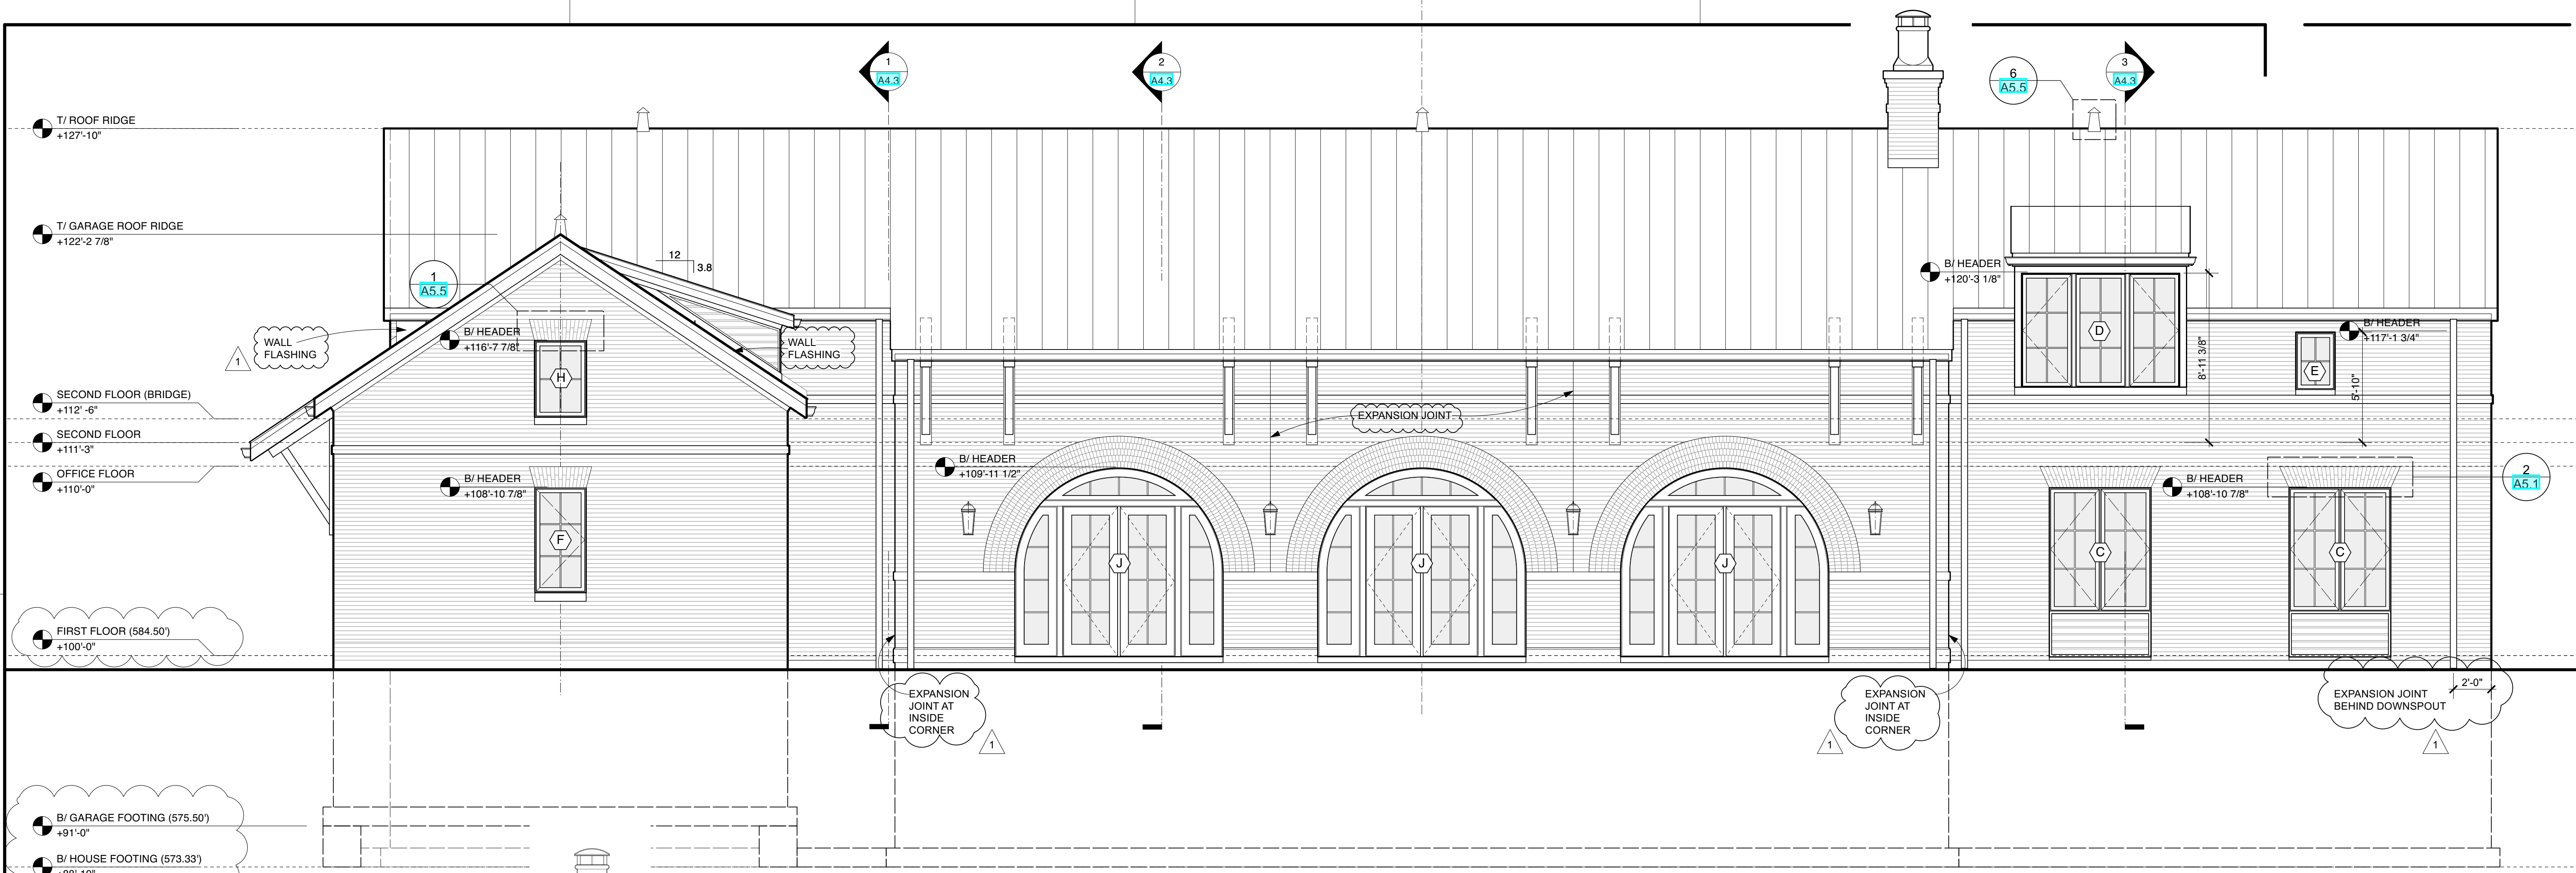 1
A4.3
2
A4.3
6
A5.5
3
A4.3
T/ ROOF RIDGE
+127'-10"
T/ GARAGE ROOF RIDGE
+122'-2 7/8"
12
3.8
1
A5.5
B/ HEADER
+120'-3 1/8"
WALL
FLASHING
1
B/ HEADER
+116'-7 7/8"
WALL
FLASHING
H
D
8'-11 3/8"
B/ HEADER
+117'-1 3/4"
E
5'-10"
SECOND FLOOR (BRIDGE)
+112' -6"
SECOND FLOOR
+111'-3"
OFFICE FLOOR
+110'-0"
EXPANSION JOINT
B/ HEADER
+109'-11 1/2"
B/ HEADER
+108'-10 7/8"
B/ HEADER
+108'-10 7/8"
2
A5.1
F
J
J
J
C
C
FIRST FLOOR (584.50')
+100'-0"
EXPANSION
JOINT AT
INSIDE
CORNER
1
EXPANSION
JOINT AT
INSIDE
CORNER
1
2'-0"
EXPANSION JOINT
BEHIND DOWNSPOUT
1
B/ GARAGE FOOTING (575.50')
+91'-0"
B/ HOUSE FOOTING (573.33')